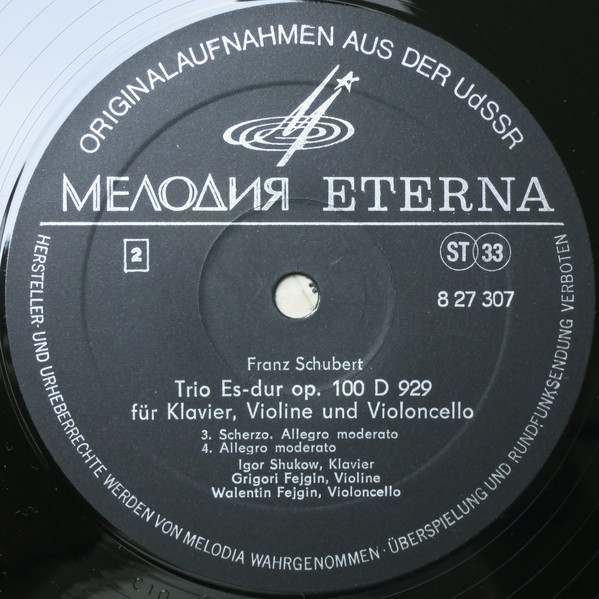 ORIGINALAUFNAHMEN AUS DER UdSSR
МЕЛОДИЯ ETERNA
2
ST 33
8 27 307
Franz Schubert
Trio Es-dur op. 100 D 929
für Klavier, Violine und Violoncello
3. Scherzo. Allegro moderato
4. Allegro moderato
Igor Shukow, Klavier
Grigori Fejgin, Violine
Walentin Fejgin, Violoncello
HERSTELLER- UND URHEBERRECHTE WERDEN VON MELODIA WAHRGENOMMEN · ÜBERSPIELUNG UND RUNDFUNKSENDUNG VERBOTEN